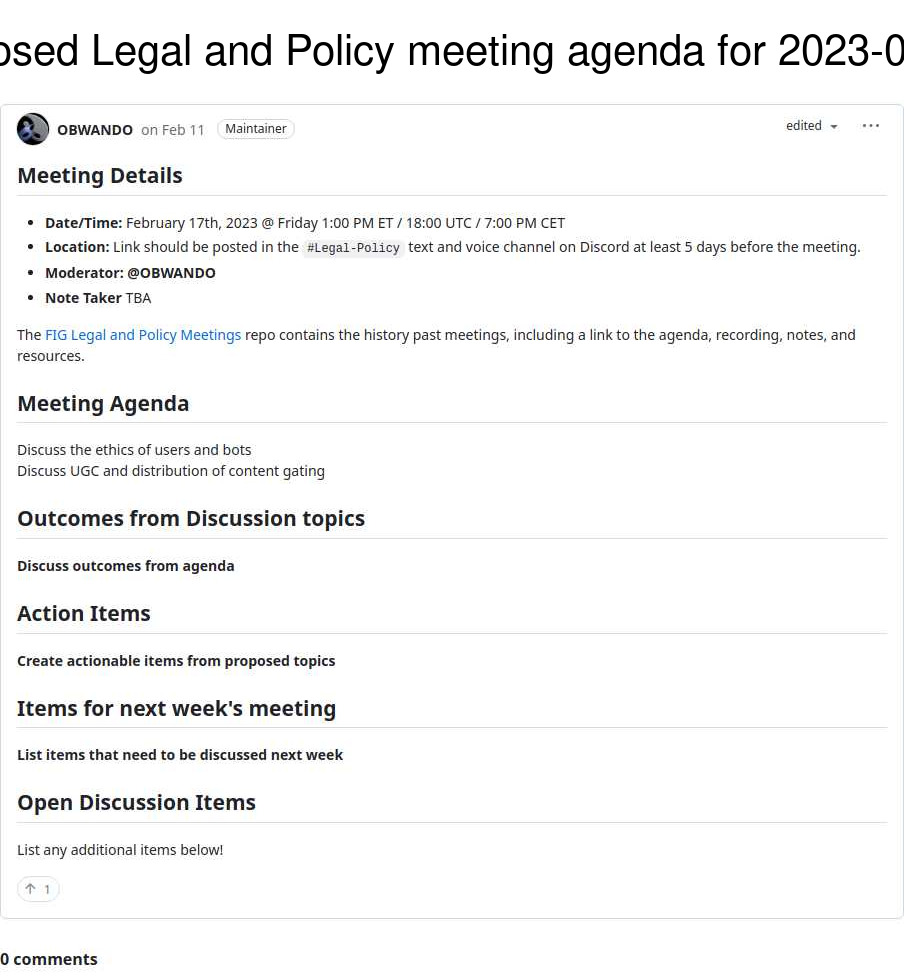 osed Legal and Policy meeting agenda for 2023-0
OBWANDO on Feb 11 Maintainer edited
Meeting Details
Date/Time: February 17th, 2023 @ Friday 1:00 PM ET / 18:00 UTC / 7:00 PM CET
Location: Link should be posted in the #Legal-Policy text and voice channel on Discord at least 5 days before the meeting.
Moderator: @OBWANDO
Note Taker TBA
The FIG Legal and Policy Meetings repo contains the history past meetings, including a link to the agenda, recording, notes, and
resources.
Meeting Agenda
Discuss the ethics of users and bots
Discuss UGC and distribution of content gating
Outcomes from Discussion topics
Discuss outcomes from agenda
Action Items
Create actionable items from proposed topics
Items for next week's meeting
List items that need to be discussed next week
Open Discussion Items
List any additional items below!
1
0 comments